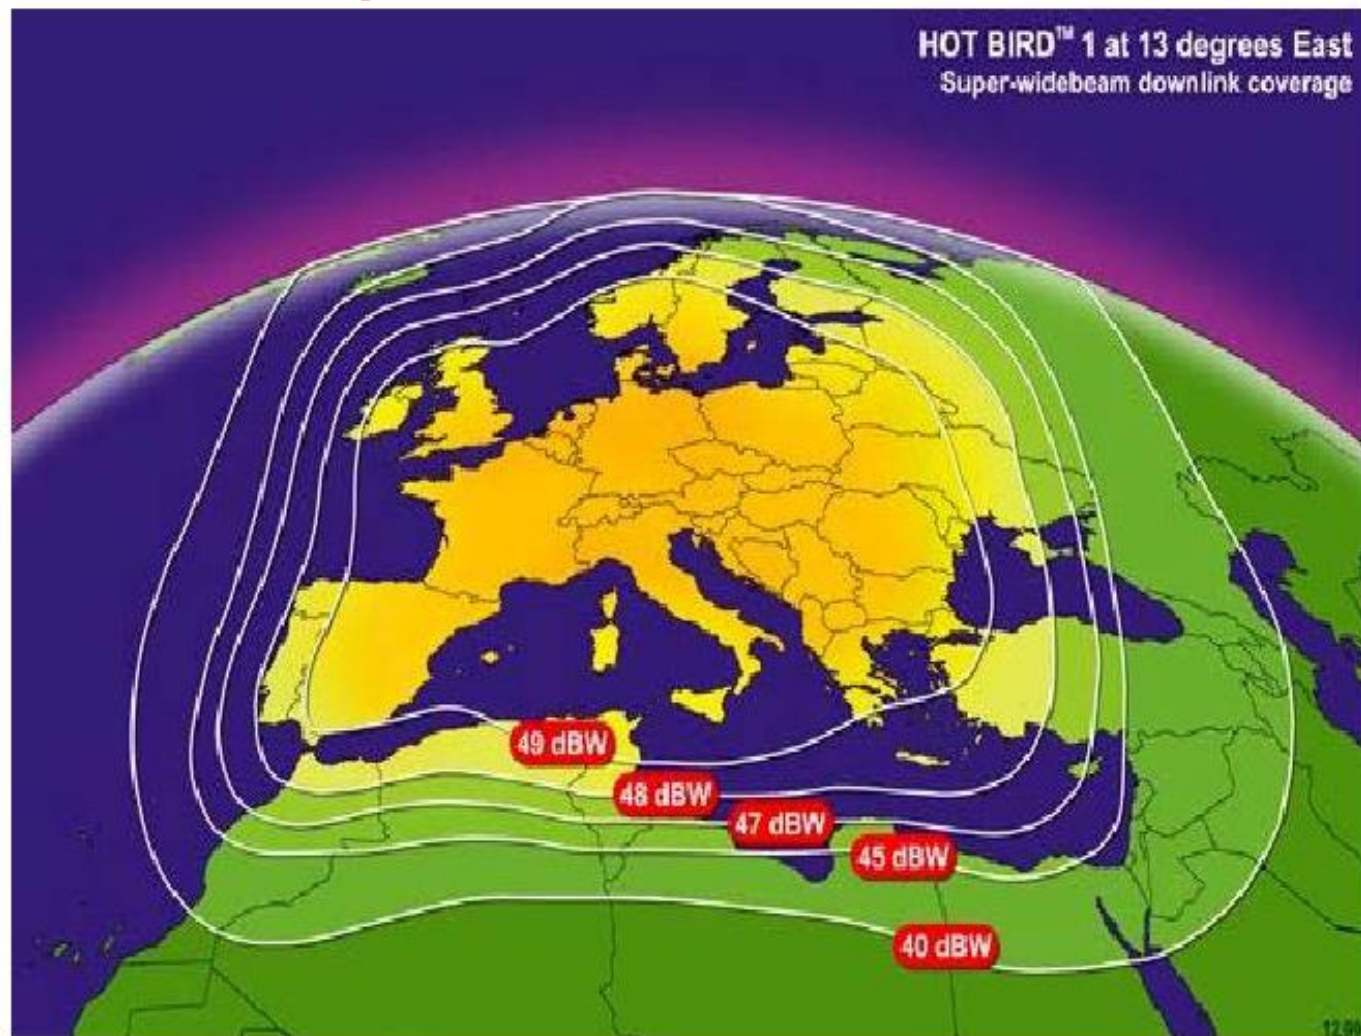 HOT BIRD™ 1 at 13 degrees East
Super-widebeam downlink coverage
49 dBW
48 dBW
47 dBW
45 dBW
40 dBW